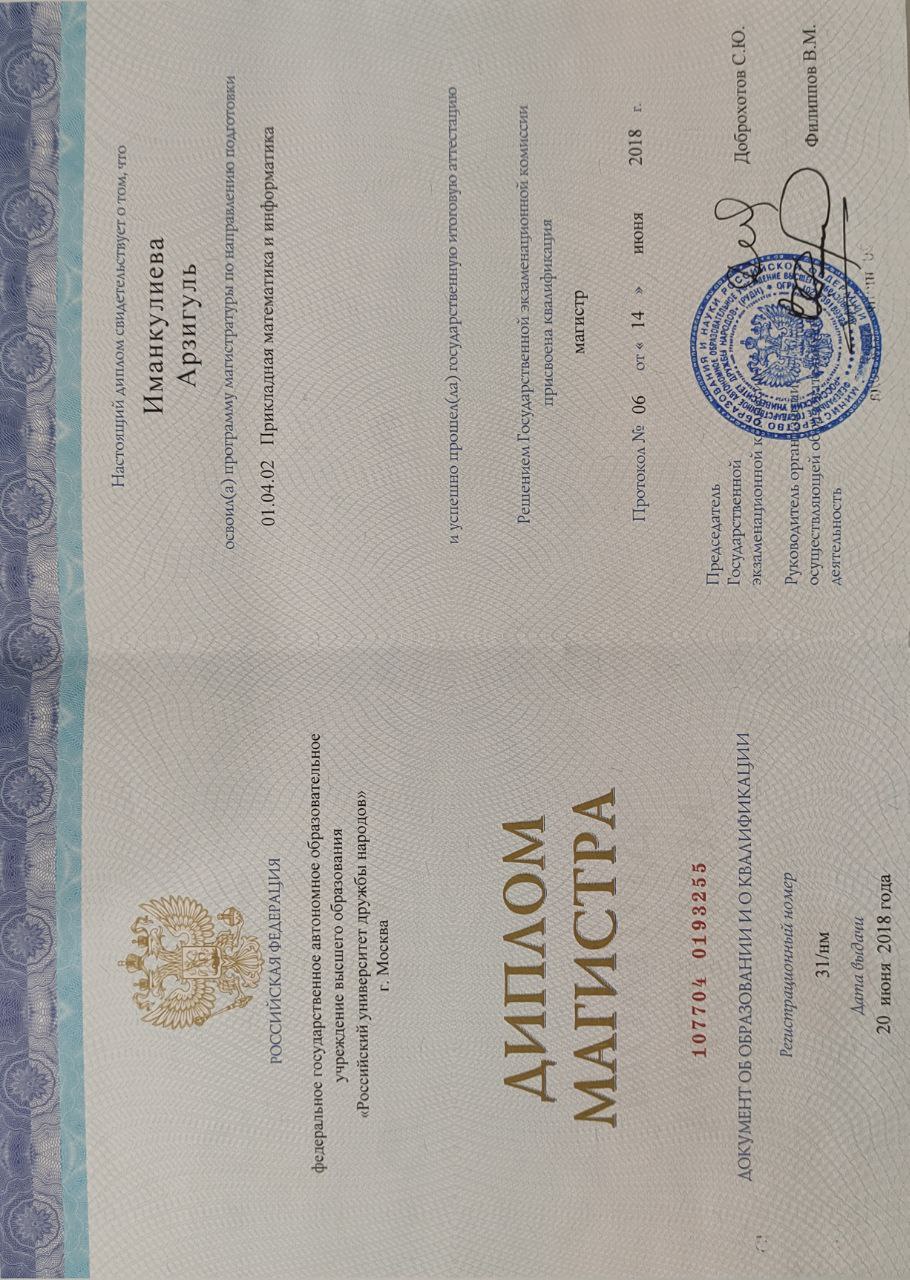 РОССИЙСКАЯ ФЕДЕРАЦИЯ
федеральное государственное автономное образовательное
учреждение высшего образования
«Российский университет дружбы народов»
г. Москва
ДИПЛОМ
МАГИСТРА
107704 0193255
ДОКУМЕНТ ОБ ОБРАЗОВАНИИ И О КВАЛИФИКАЦИИ
Регистрационный номер
31/нм
Дата выдачи
20 июня 2018 года
Настоящий диплом свидетельствует о том, что
Иманкулиева
Арзигуль
освоил(а) программу магистратуры по направлению подготовки
01.04.02 Прикладная математика и информатика
и успешно прошел(ла) государственную итоговую аттестацию
Решением Государственной экзаменационной комиссии
присвоена квалификация
магистр
Протокол № 06 от « 14 » июня 2018 г.
Председатель
Государственной
экзаменационной
Доброхотов С.Ю.
Руководитель
осуществляющей
деятельность
Филиппов В.М.